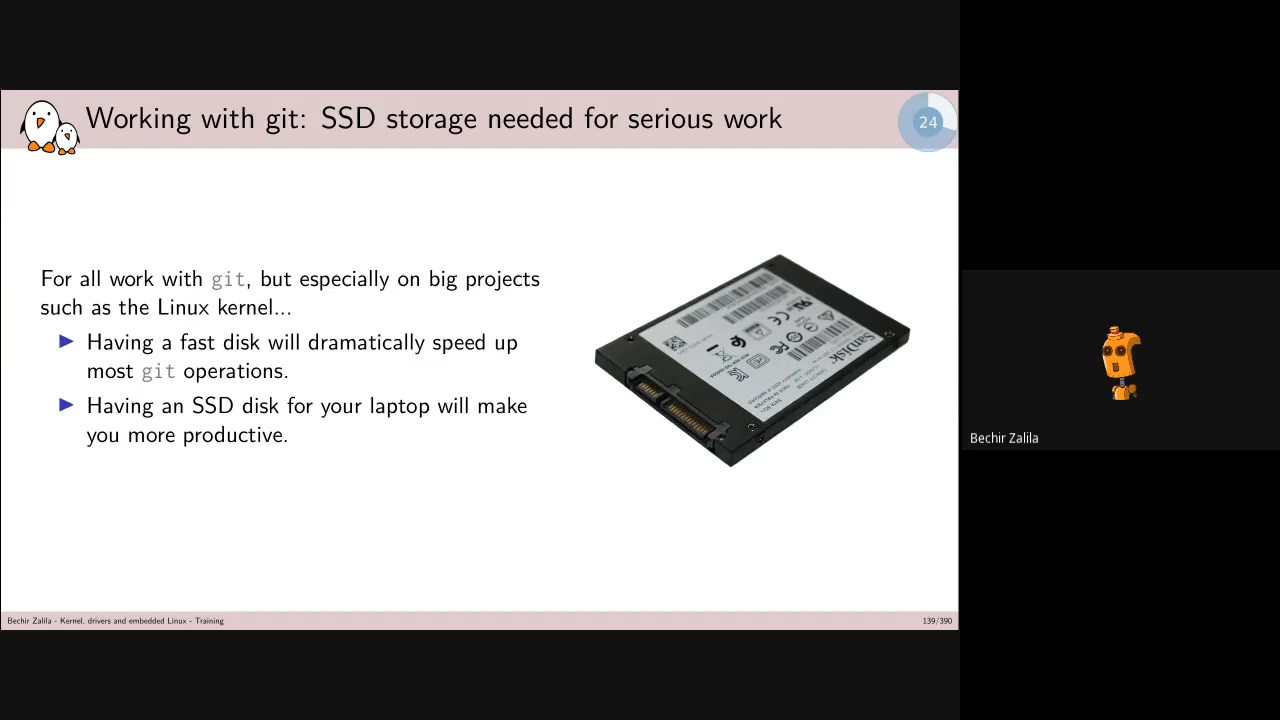 Working with git: SSD storage needed for serious work
24
For all work with git, but especially on big projects
such as the Linux kernel...
Having a fast disk will dramatically speed up
most git operations.
Having an SSD disk for your laptop will make
you more productive.
SanDisk
Bechir Zalila
Bechir Zalila - Kernel, drivers and embedded Linux - Training
139/390